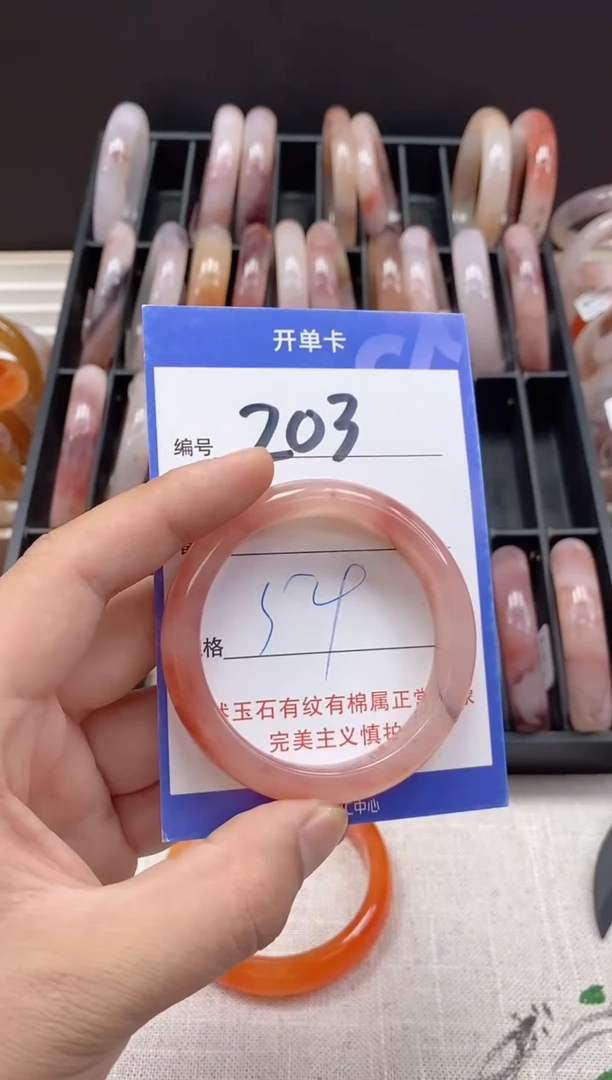 开单卡
编号 203
格 54
玉石有纹有棉属正常
完美主义慎拍
中心